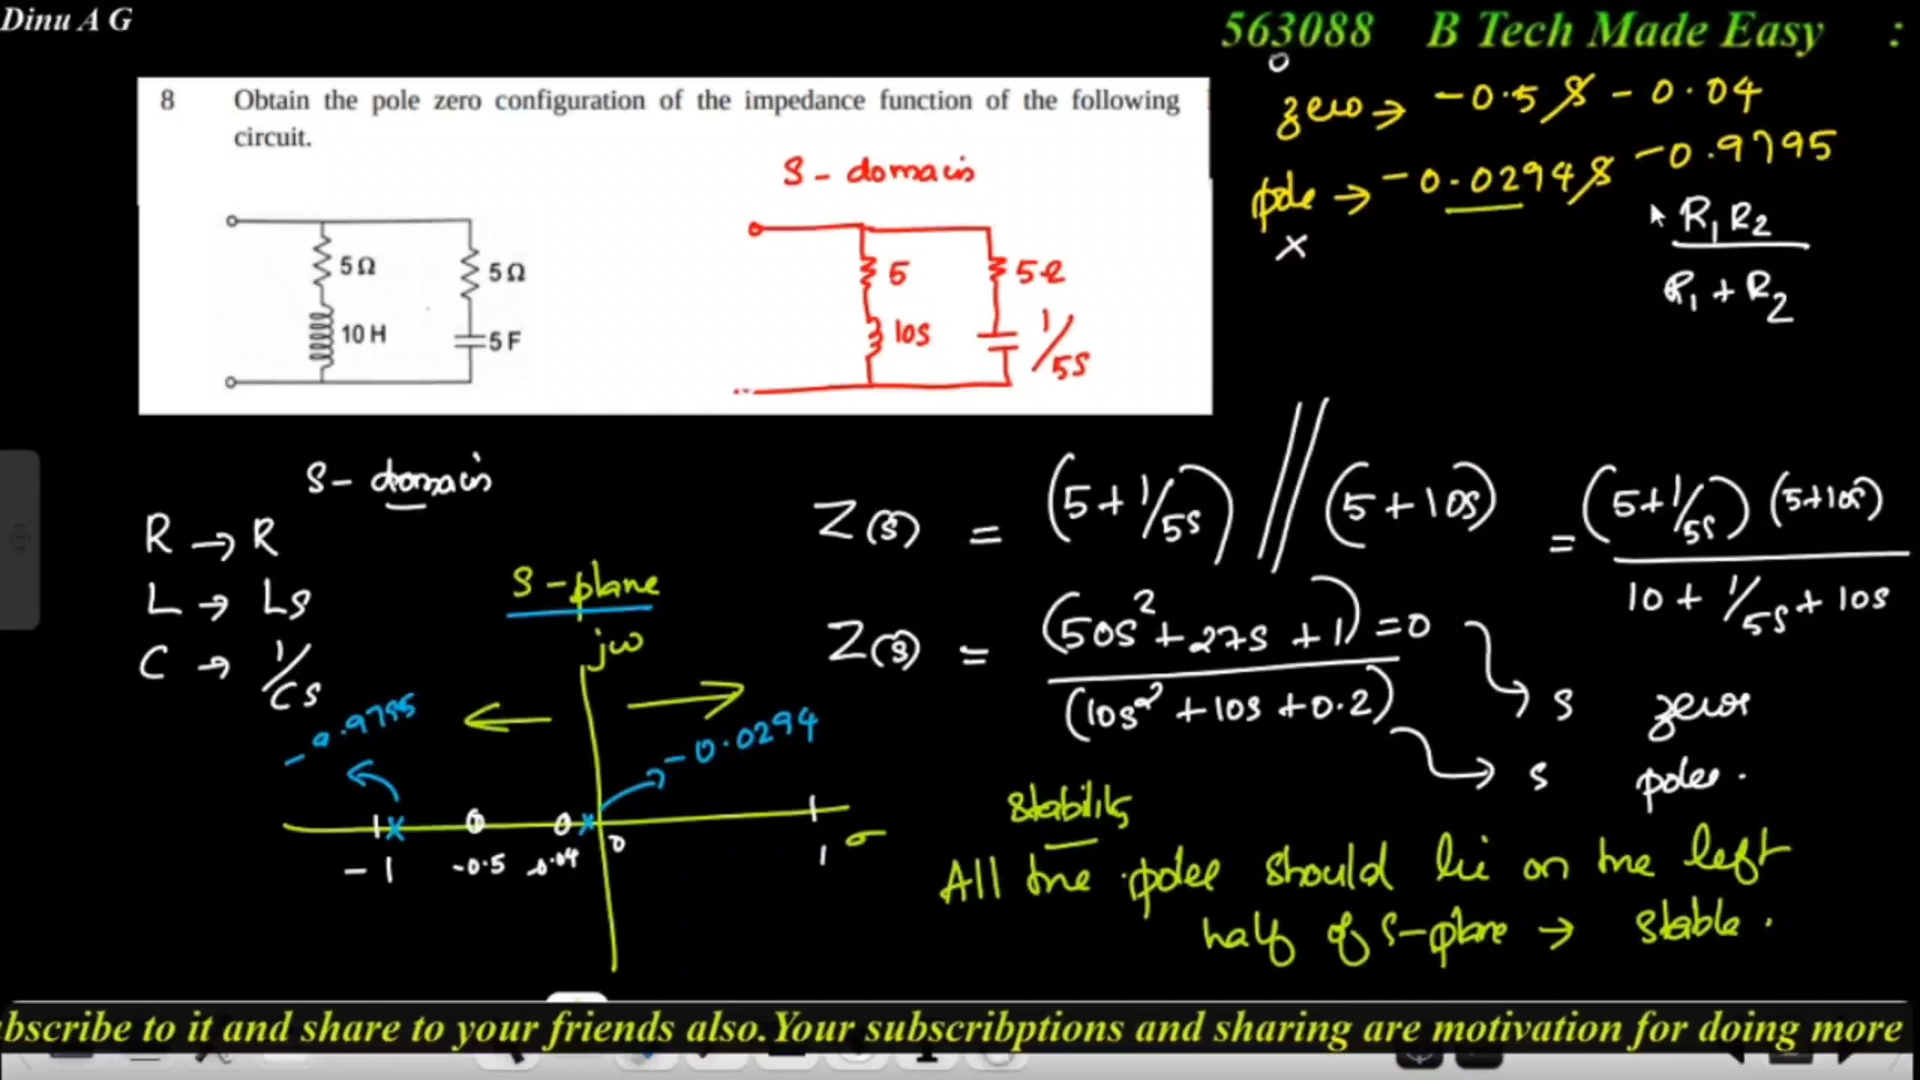 Dinu A G
563088 B Tech Made Easy :
8 Obtain the pole zero configuration of the impedance function of the following
circuit.
5 Ω
5 Ω
10 H
5 F
S - domain
5
5Ω
10s
1/5s
zero → -0.5 & -0.04
pole → -0.0294 & -0.9795
R1 R2
R1 + R2
S - domain
R → R
L → Ls
C → 1/Cs
S - plane
jω
-0.9795
-0.0294
-1
-0.5
-0.04
0
1
σ
Z(s) = (5+1/5s) // (5+10s) = (5+1/5s) (5+10s)
10 + 1/5s + 10s
Z(s) = (50s² + 27s + 1) = 0
(10s² + 10s + 0.2)
s zeros
s poles.
Stability
All the poles should lie on the left
half of s-plane → stable.
bscribe to it and share to your friends also.Your subscribptions and sharing are motivation for doing more